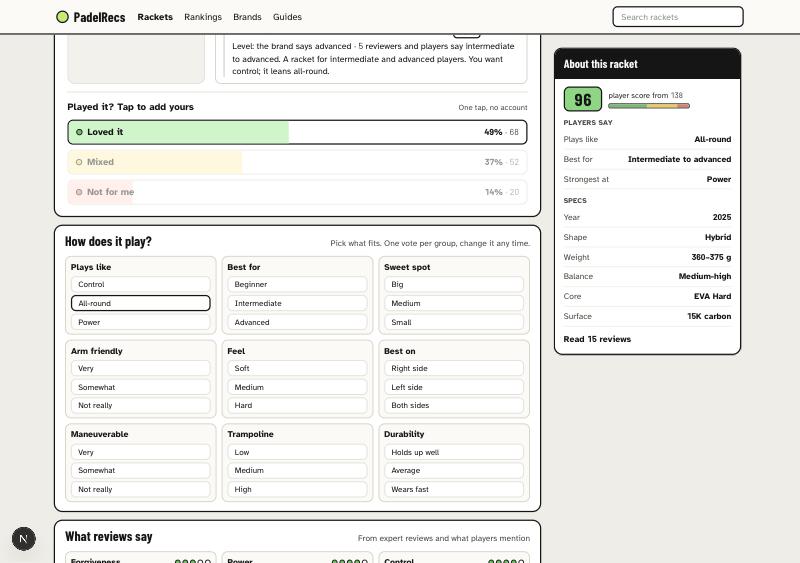 PadelRecs
Rackets
Rankings
Brands
Guides
Search rackets
Level: the brand says advanced · 5 reviewers and players say intermediate
to advanced. A racket for intermediate and advanced players. You want
control; it leans all-round.
Played it? Tap to add yours
One tap, no account
Loved it
49% · 68
Mixed
37% · 52
Not for me
14% · 20
How does it play?
Pick what fits. One vote per group, change it any time.
Plays like
Control
All-round
Power
Best for
Beginner
Intermediate
Advanced
Sweet spot
Big
Medium
Small
Arm friendly
Very
Somewhat
Not really
Feel
Soft
Medium
Hard
Best on
Right side
Left side
Both sides
Maneuverable
Very
Somewhat
Not really
Trampoline
Low
Medium
High
Durability
Holds up well
Average
Wears fast
What reviews say
From expert reviews and what players mention
Forgiveness
Power
Control
About this racket
96
player score from 138
PLAYERS SAY
Plays like All-round
Best for Intermediate to advanced
Strongest at Power
SPECS
Year 2025
Shape Hybrid
Weight 360–375 g
Balance Medium-high
Core EVA Hard
Surface 15K carbon
Read 15 reviews
N